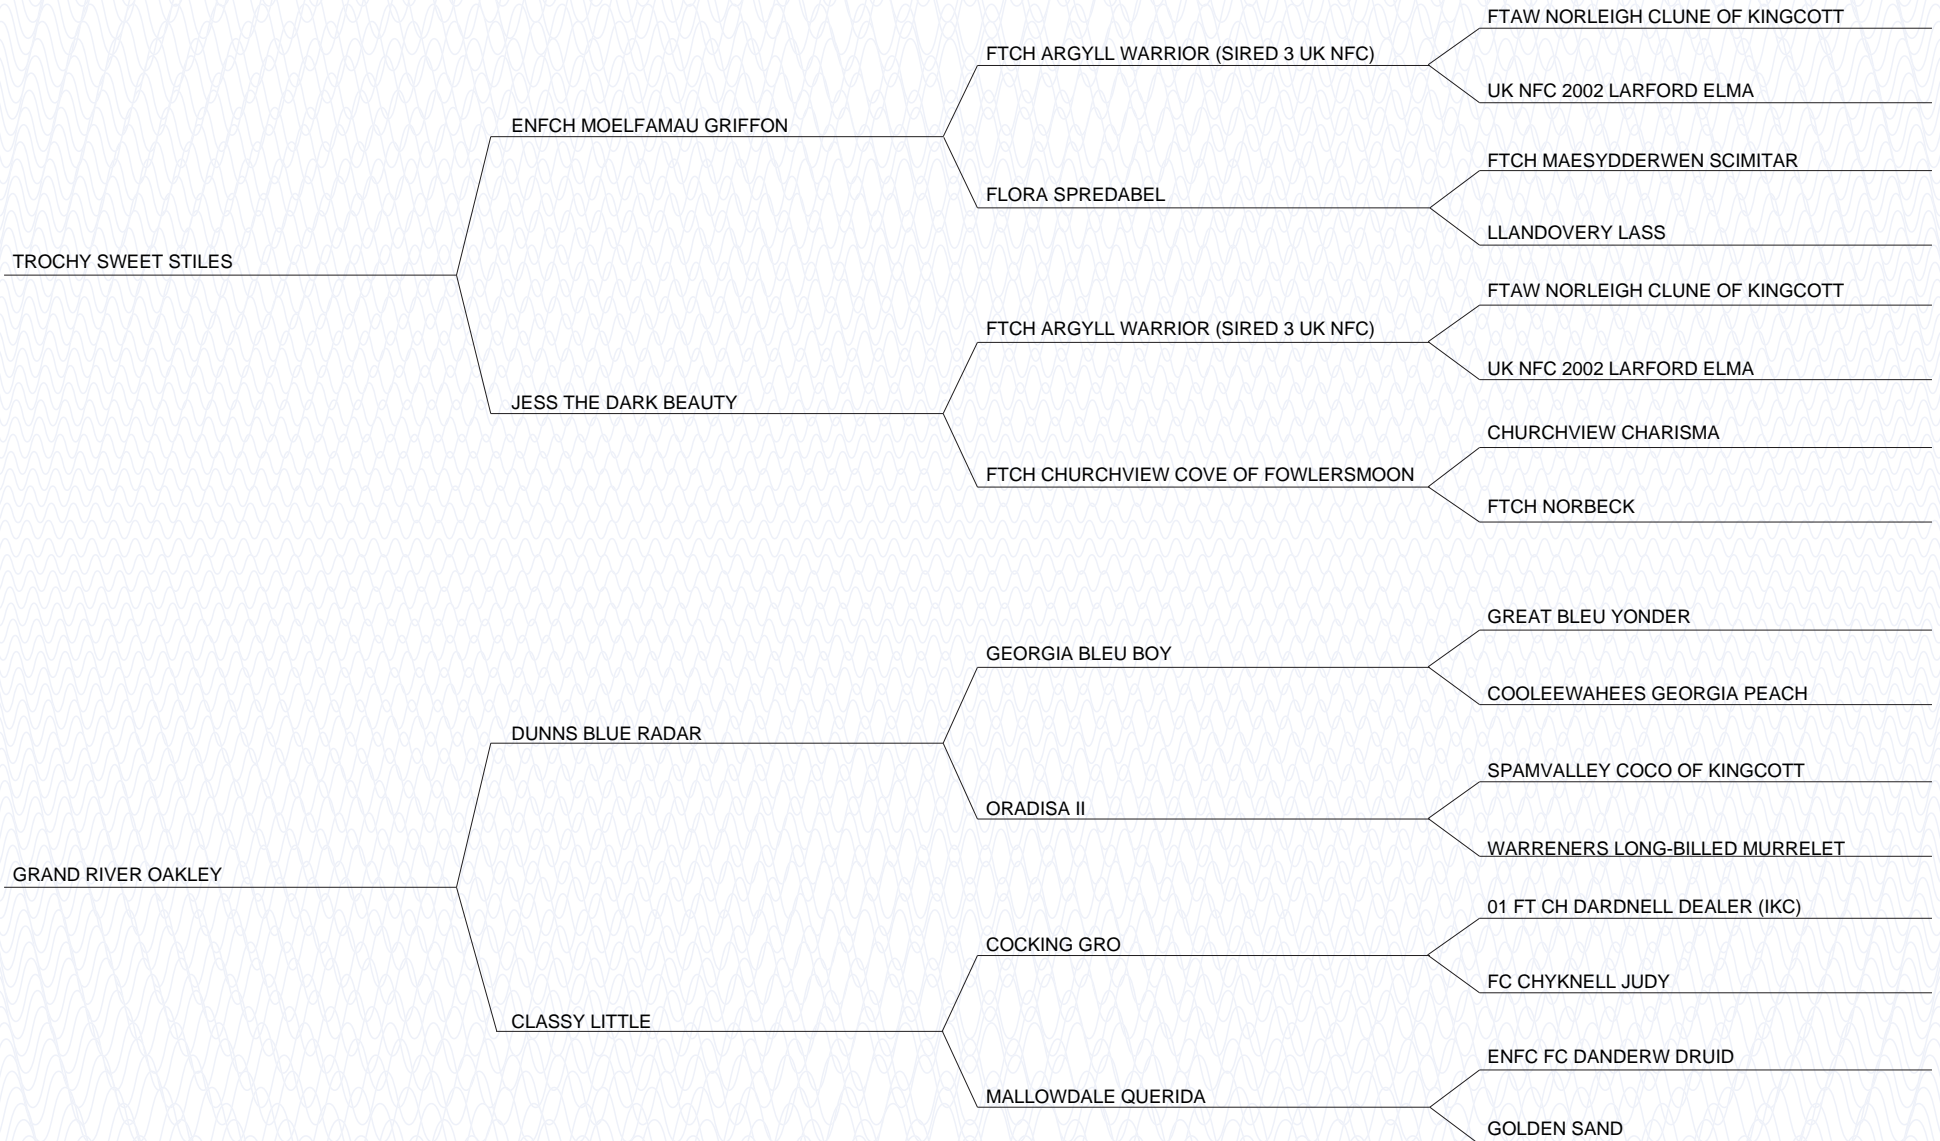 FTAW NORLEIGH CLUNE OF KINGCOTT
FTCH ARGYLL WARRIOR (SIRED 3 UK NFC)
UK NFC 2002 LARFORD ELMA
ENFCH MOELFAMAU GRIFFON
FTCH MAESYDDERWEN SCIMITAR
FLORA SPREDABEL
LLANDOVERY LASS
TROCHY SWEET STILES
FTAW NORLEIGH CLUNE OF KINGCOTT
FTCH ARGYLL WARRIOR (SIRED 3 UK NFC)
UK NFC 2002 LARFORD ELMA
JESS THE DARK BEAUTY
CHURCHVIEW CHARISMA
FTCH CHURCHVIEW COVE OF FOWLERSMOON
FTCH NORBECK
GREAT BLEU YONDER
GEORGIA BLEU BOY
COOLEEWAHEES GEORGIA PEACH
DUNNS BLUE RADAR
SPAMVALLEY COCO OF KINGCOTT
ORADISA II
WARRENERS LONG-BILLED MURRELET
GRAND RIVER OAKLEY
01 FT CH DARDNELL DEALER (IKC)
COCKING GRO
FC CHYKNELL JUDY
CLASSY LITTLE
ENFC FC DANDERW DRUID
MALLOWDALE QUERIDA
GOLDEN SAND